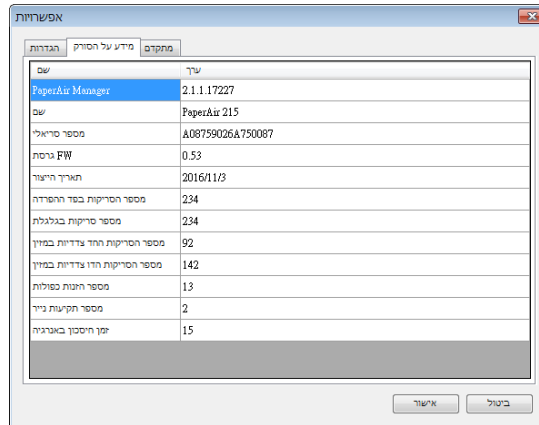 אפשרויות
הגדרות מידע על הסורק מתקדם
שם ערך
PaperAir Manager 2.1.1.17227
שם PaperAir 215
מספר סריאלי A08759026A750087
גרסת FW 0.53
תאריך הייצור 2016/11/3
מספר הסריקות בפד ההפרדה 234
מספר סריקות בגלגלת 234
מספר הסריקות החד צדדיות במזין 92
מספר הסריקות הדו צדדיות במזין 142
מספר הזנות כפולות 13
מספר תקיעות נייר 2
זמן חיסכון באנרגיה 15
אישור ביטול